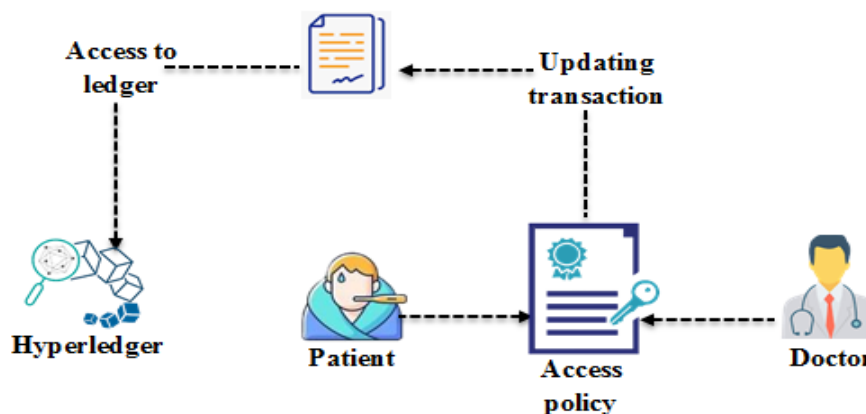 Access to
ledger
Updating
transaction
Hyperledger
Patient
Access
policy
Doctor